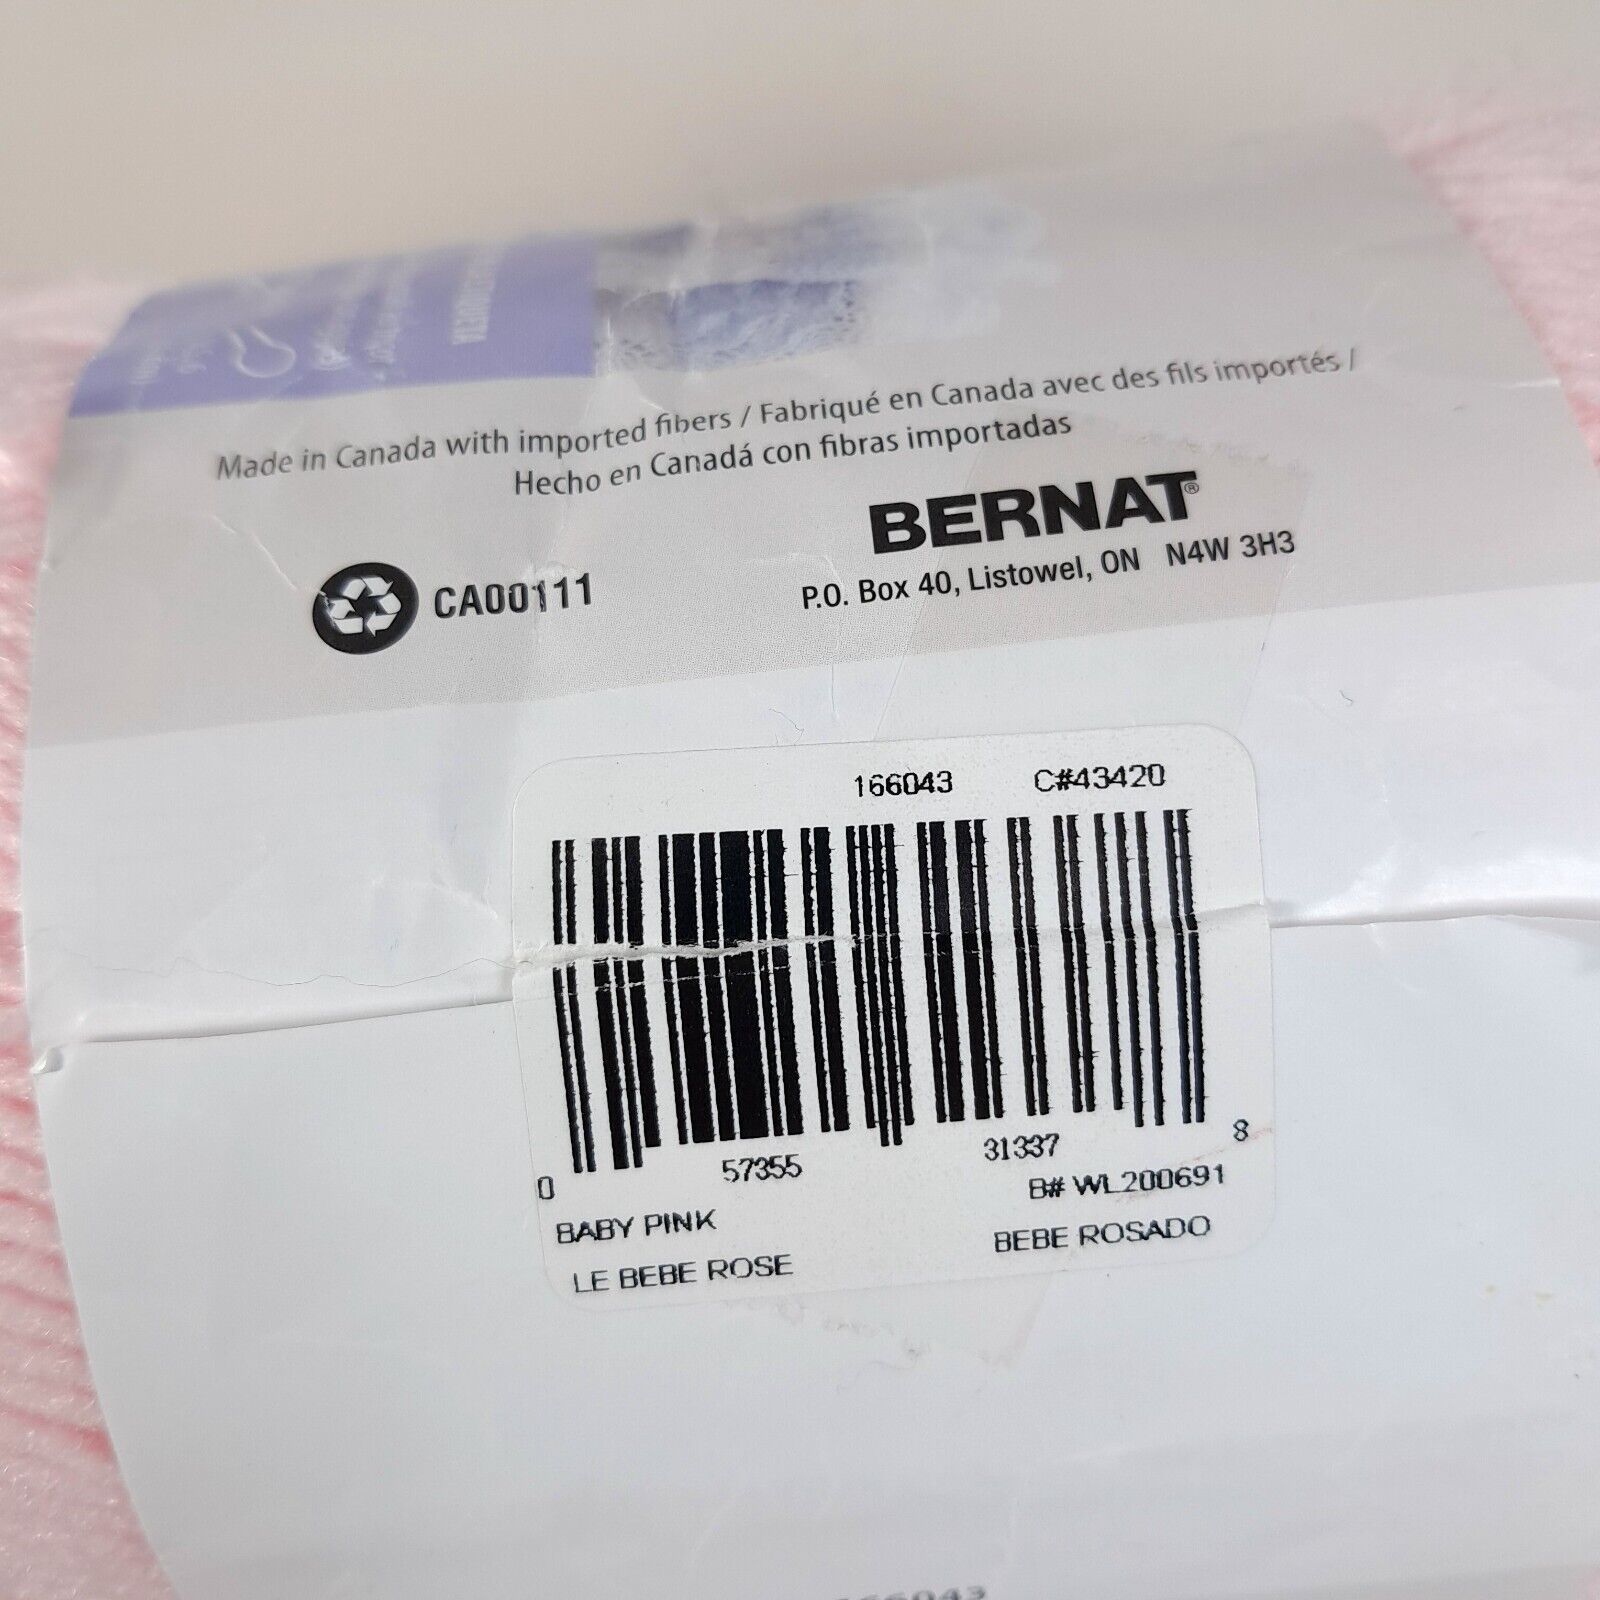 Made in Canada with imported fibers / Fabriqué en Canada avec des fils importés /
Hecho en Canadá con fibras importadas
BERNAT®
P.O. Box 40, Listowel, ON N4W 3H3
CA00111
166043 C#43420
0 57355 31337 8
B# WL200691
BABY PINK
BEBE ROSADO
LE BEBE ROSE